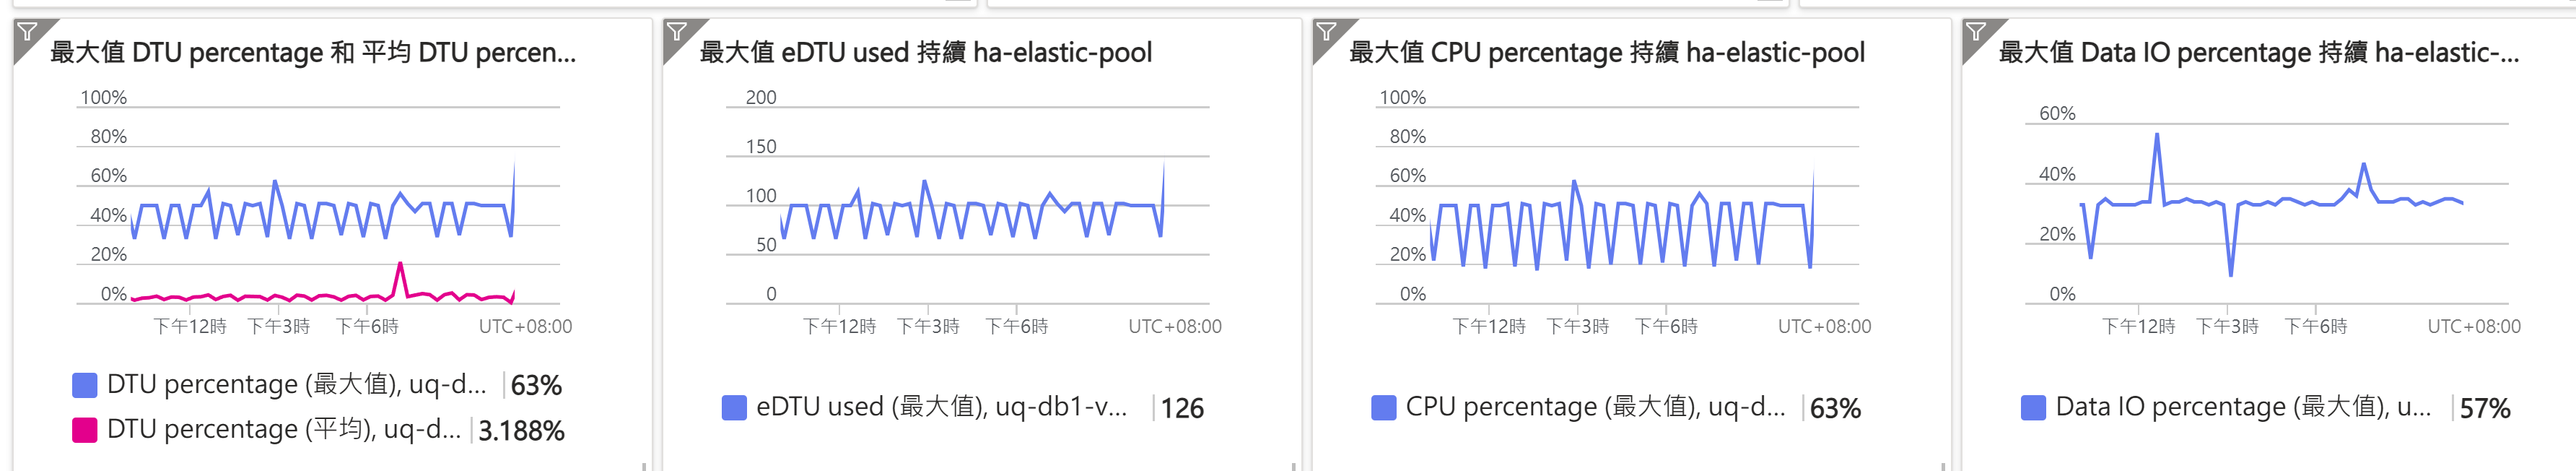 最大值 DTU percentage 和 平均 DTU percen...
100%
80%
60%
40%
20%
0%
下午12時 下午3時 下午6時 UTC+08:00
DTU percentage (最大值), uq-d... 63%
DTU percentage (平均), uq-d... 3.188%
最大值 eDTU used 持續 ha-elastic-pool
200
150
100
50
0
下午12時 下午3時 下午6時 UTC+08:00
eDTU used (最大值), uq-db1-v... 126
最大值 CPU percentage 持續 ha-elastic-pool
100%
80%
60%
40%
20%
0%
下午12時 下午3時 下午6時 UTC+08:00
CPU percentage (最大值), uq-d... 63%
最大值 Data IO percentage 持續 ha-elastic-...
60%
40%
20%
0%
下午12時 下午3時 下午6時 UTC+08:00
Data IO percentage (最大值), u... 57%